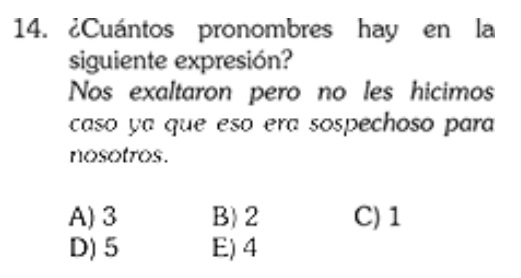 14. ¿Cuántos pronombres hay en la
siguiente expresión?
Nos exaltaron pero no les hicimos
caso ya que eso era sospechoso para
nosotros.
A) 3 B) 2 C) 1
D) 5 E) 4